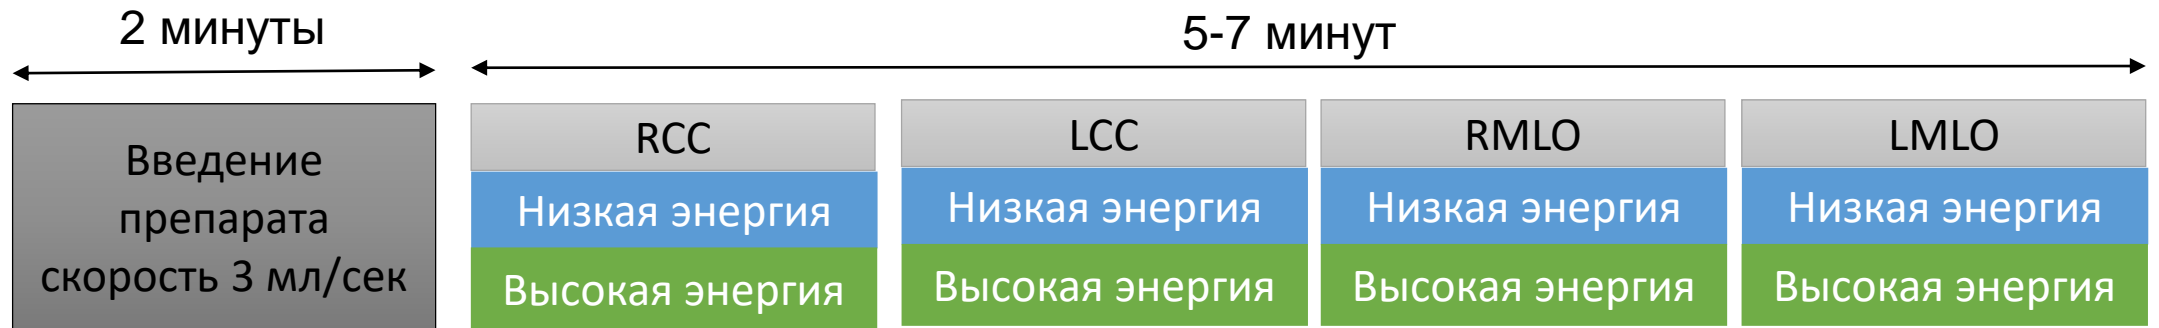 2 минуты
5-7 минут
Введение
препарата
скорость 3 мл/сек
RCC
Низкая энергия
Высокая энергия
LCC
Низкая энергия
Высокая энергия
RMLO
Низкая энергия
Высокая энергия
LMLO
Низкая энергия
Высокая энергия